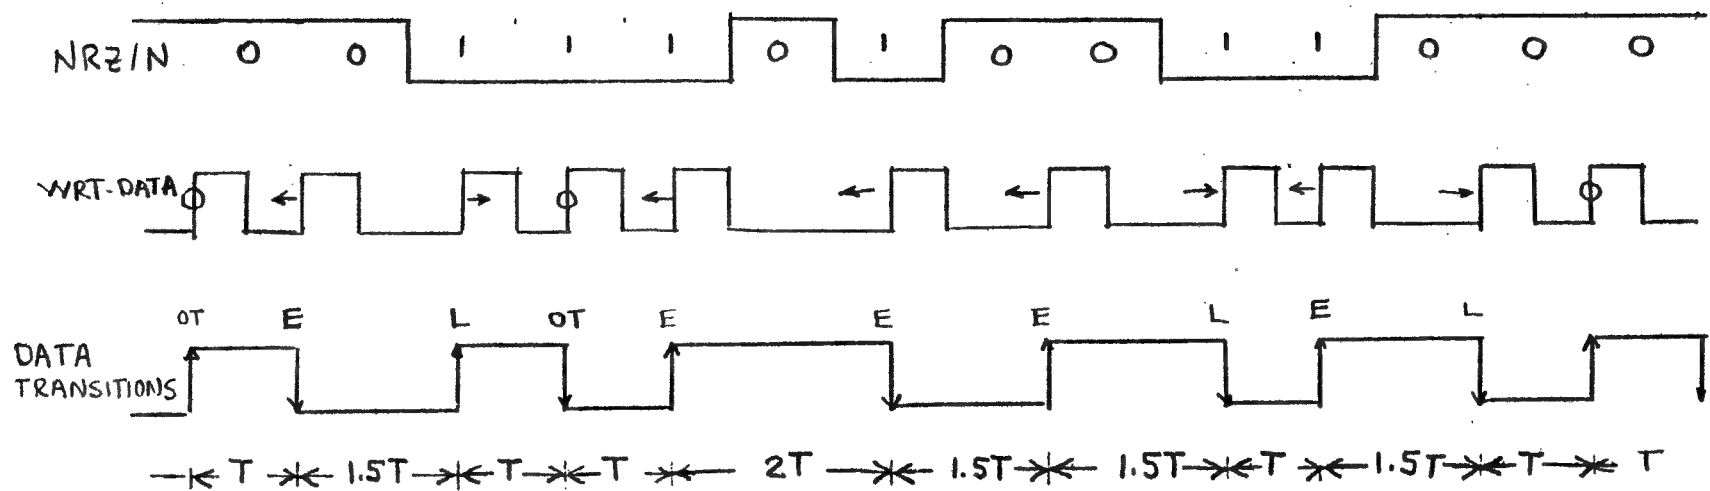 NRZ/N 0 0 1 1 1 0 1 0 0 1 1 0 0 0
WRT-DATA
OT E L OT E E E L E L
DATA
TRANSITIONS
T 1.5T T T 2T 1.5T 1.5T T 1.5T T T